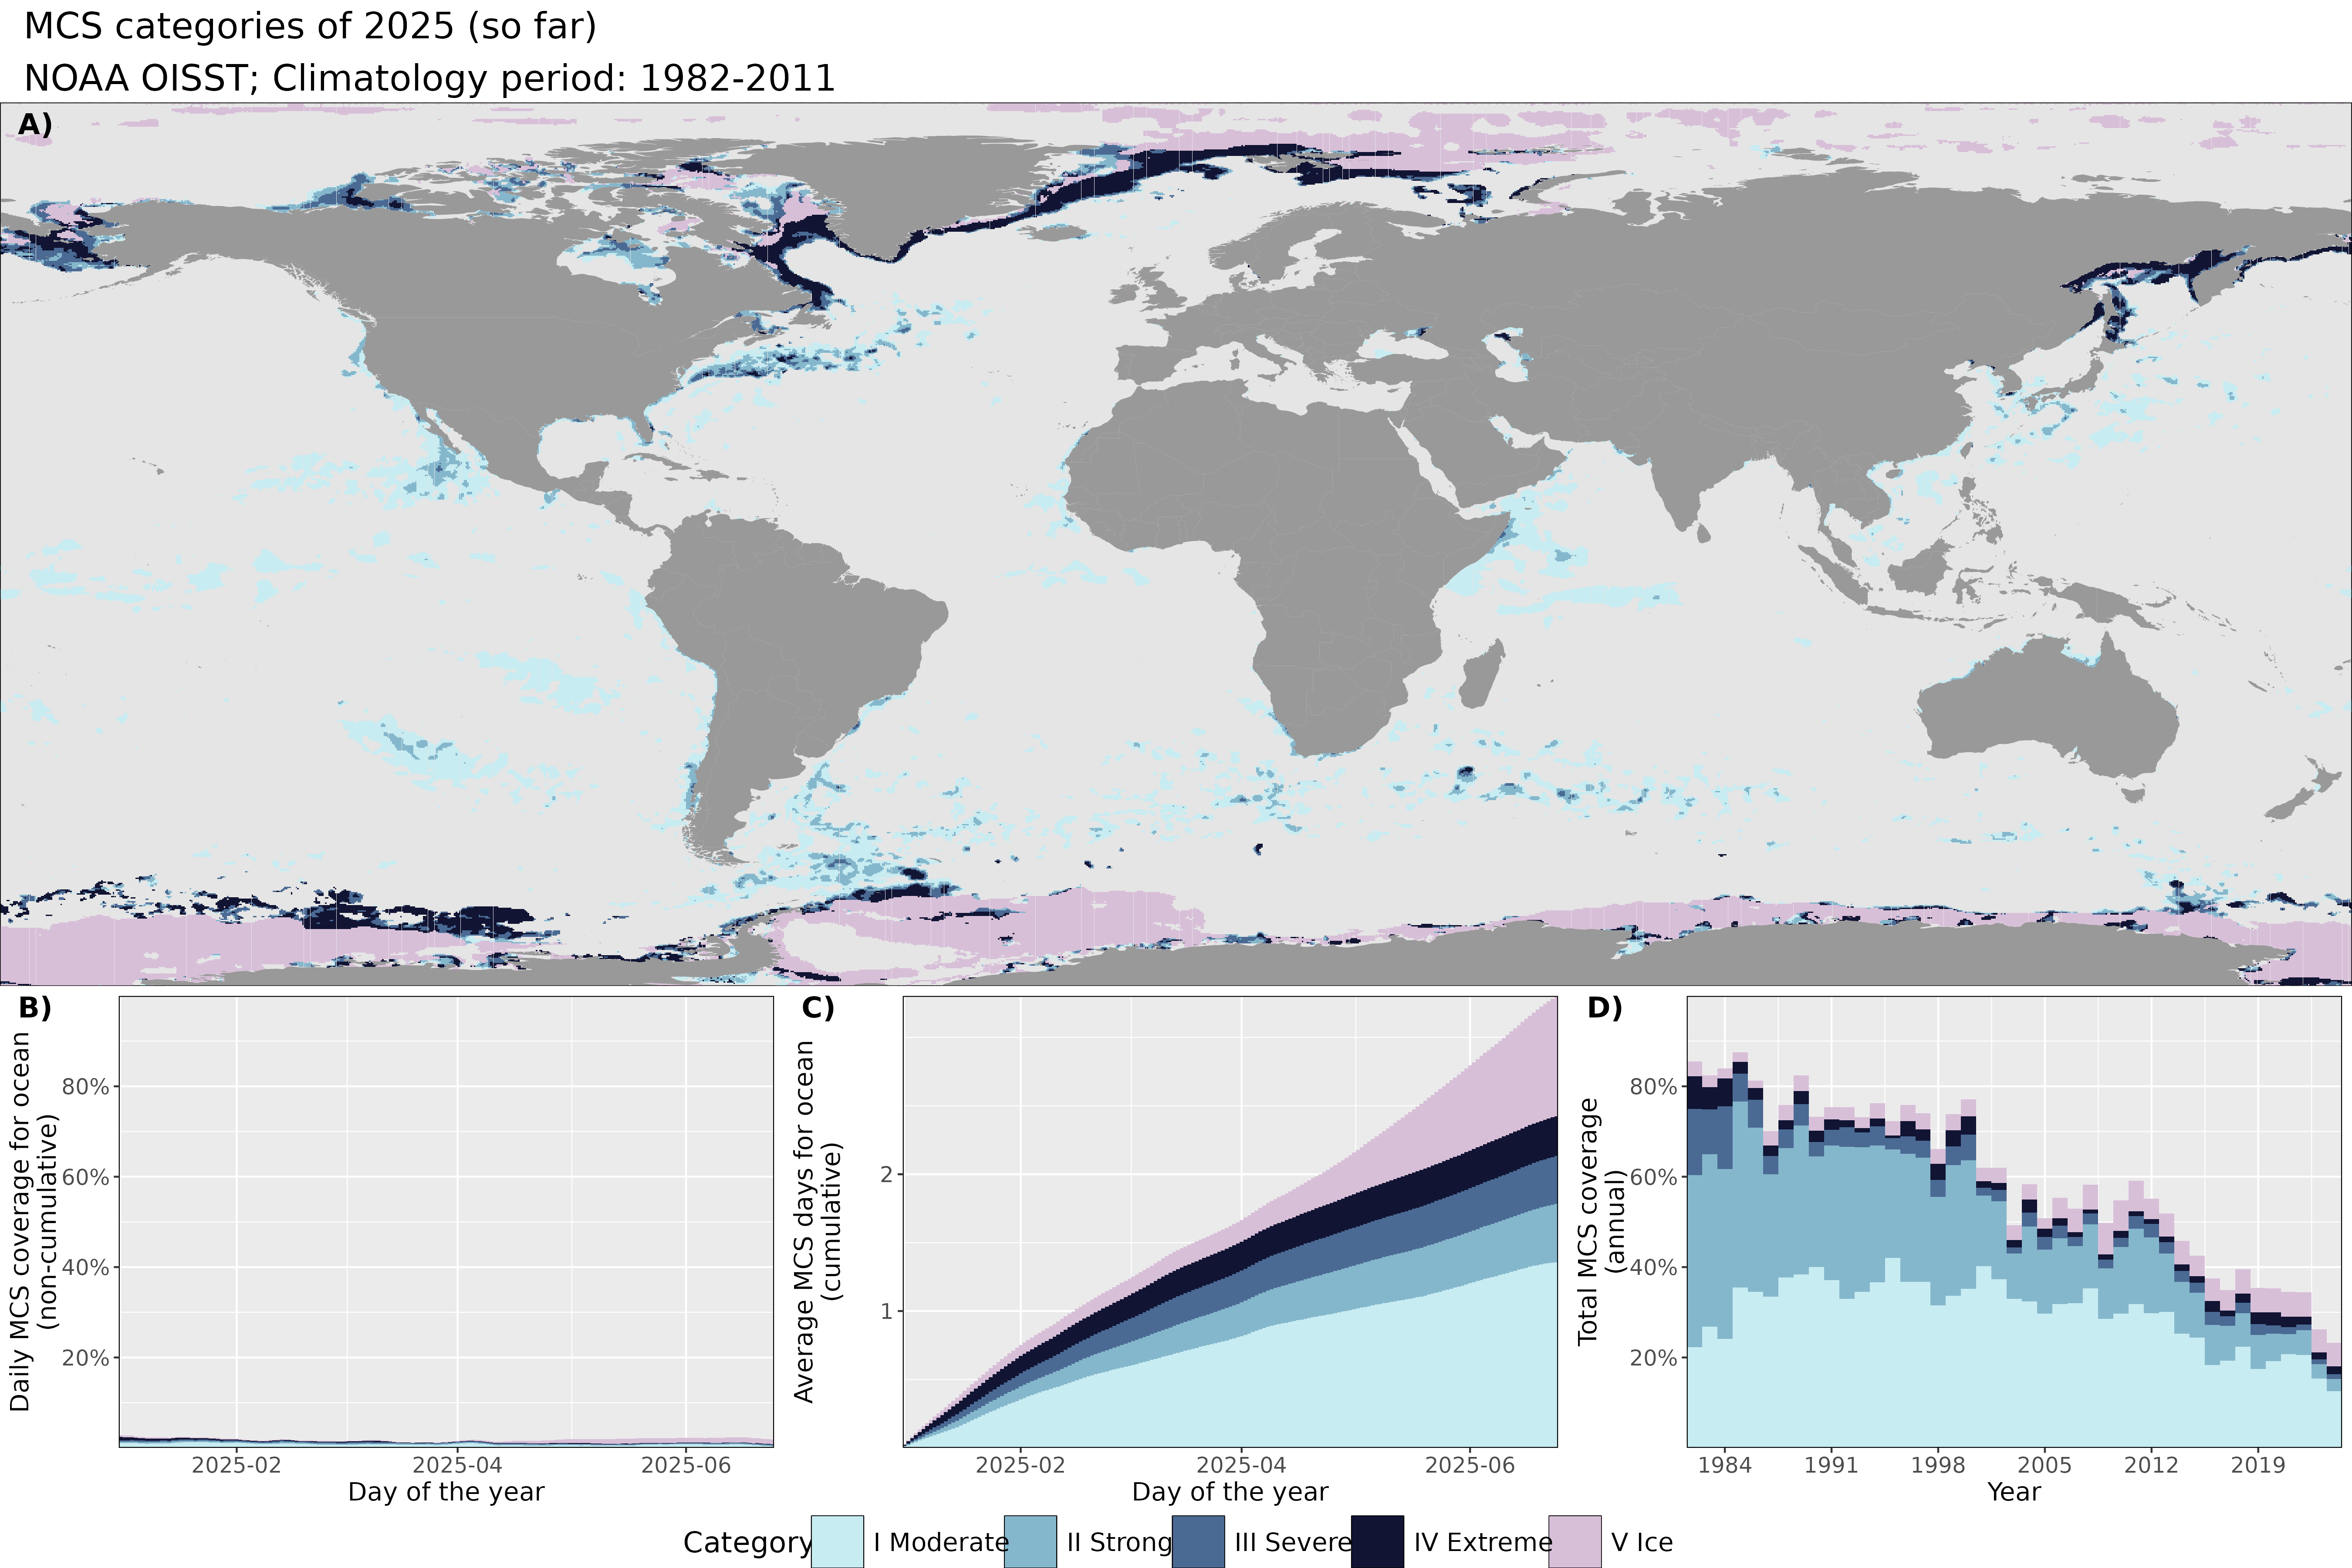 MCS categories of 2025 (so far)
NOAA OISST; Climatology period: 1982-2011
A)
B)
Daily MCS coverage for ocean
(non-cumulative)
80%
60%
40%
20%
2025-02
2025-04
2025-06
Day of the year
C)
Average MCS days for ocean
(cumulative)
2
1
2025-02
2025-04
2025-06
Day of the year
D)
Total MCS coverage
(annual)
80%
60%
40%
20%
1984
1991
1998
2005
2012
2019
Year
Category
I Moderate
II Strong
III Severe
IV Extreme
V Ice